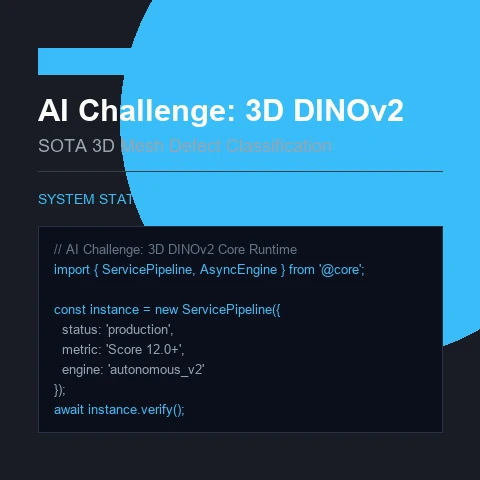 AI Challenge: 3D DINOv2
SOTA 3D Mesh Defect Classification
SYSTEM STAT
// AI Challenge: 3D DINOv2 Core Runtime
import { ServicePipeline, AsyncEngine } from '@core';
const instance = new ServicePipeline({
status: 'production',
metric: 'Score 12.0+',
engine: 'autonomous_v2'
});
await instance.verify();